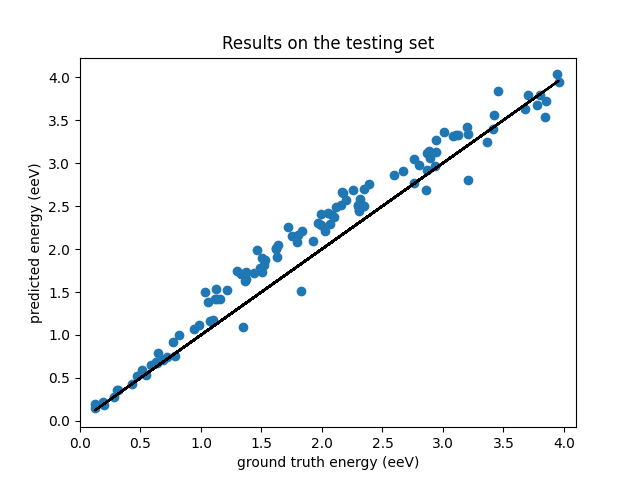 Results on the testing set
4.0
3.5
3.0
2.5
2.0
1.5
1.0
0.5
0.0
predicted energy (eeV)
0.0 0.5 1.0 1.5 2.0 2.5 3.0 3.5 4.0
ground truth energy (eeV)